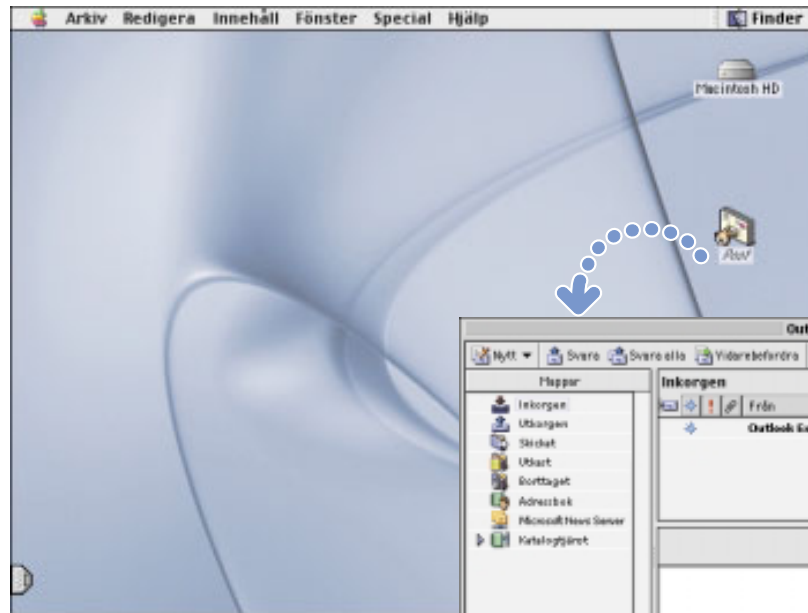 Arkiv Redigera Innehåll Fönster Special Hjälp Finder
Macintosh HD
Post
Out
Nytt Svara Svara alla Vidarebefordra
Mappar
Inkorgen
Utkorgen
Skickat
Utkast
Borttaget
Adressbok
Microsoft News Server
Katalogtjänst
Inkorgen
Från
Outlook Ex